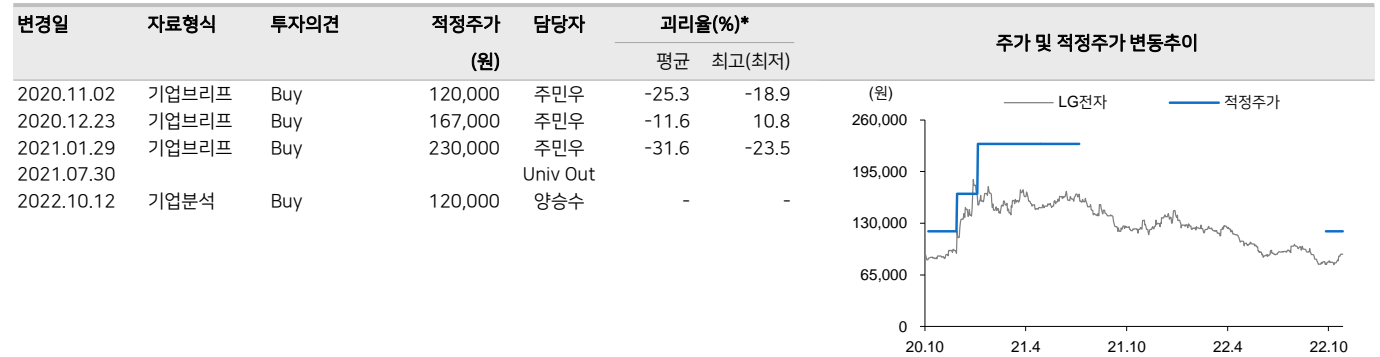 변경일 자료형식 투자의견 적정주가 담당자 괴리율(%)* 주가 및 적정주가 변동추이
(원) 평균 최고(최저)
2020.11.02 기업브리프 Buy 120,000 주민우 -25.3 -18.9
2020.12.23 기업브리프 Buy 167,000 주민우 -11.6 10.8
2021.01.29 기업브리프 Buy 230,000 주민우 -31.6 -23.5
2021.07.30 Univ Out
2022.10.12 기업분석 Buy 120,000 양승수 - -
(원) LG전자 적정주가
260,000
195,000
130,000
65,000
0
20.10 21.4 21.10 22.4 22.10